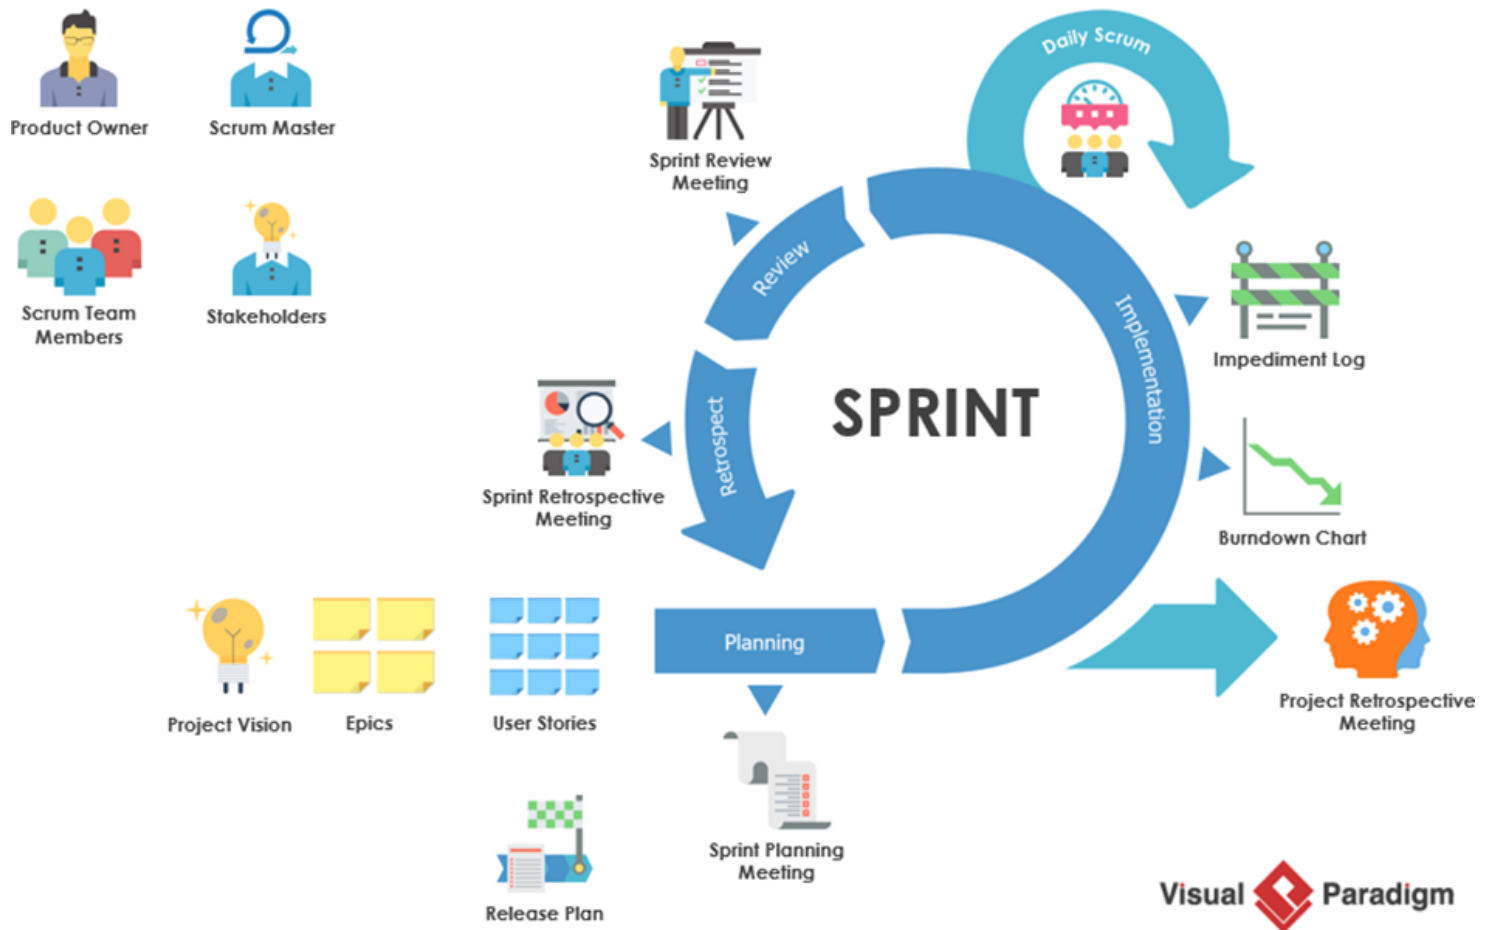 Product Owner
Scrum Master
Scrum Team
Members
Stakeholders
Sprint Review
Meeting
Daily Scrum
Review
Implementation
Impediment Log
SPRINT
Retrospect
Sprint Retrospective
Meeting
Burndown Chart
Project Vision
Epics
User Stories
Planning
Project Retrospective
Meeting
Sprint Planning
Meeting
Release Plan
Visual Paradigm